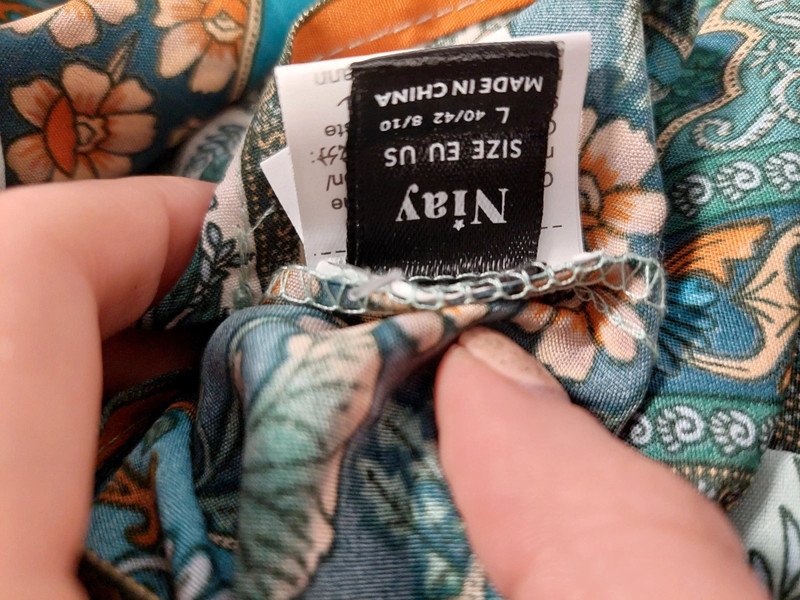 Niay
SIZE EU US
L 40/42 8/10
MADE IN CHINA